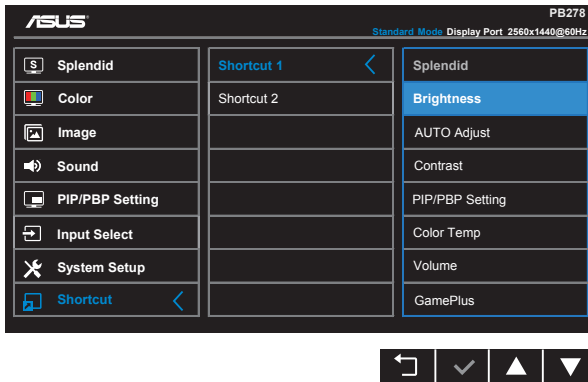 ASUS
PB278
Standard Mode Display Port 2560x1440@60Hz
S Splendid
Color
Image
Sound
PIP/PBP Setting
Input Select
System Setup
Shortcut
Shortcut 1
Shortcut 2
Splendid
Brightness
AUTO Adjust
Contrast
PIP/PBP Setting
Color Temp
Volume
GamePlus